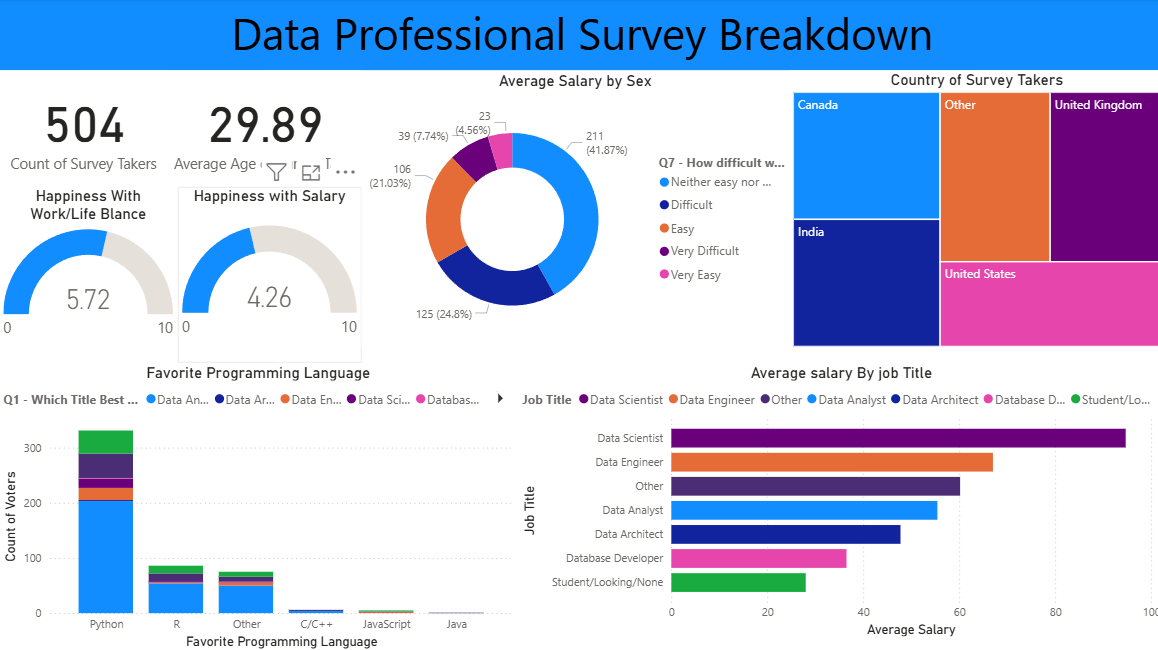 Data Professional Survey Breakdown
504
Count of Survey Takers
29.89
Average Age
Happiness With
Work/Life Blance
5.72
0
10
Happiness with Salary
4.26
0
10
Average Salary by Sex
211
(41.87%)
125 (24.8%)
106
(21.03%)
39 (7.74%)
23
(4.56%)
Q7 - How difficult w...
Neither easy nor ...
Difficult
Easy
Very Difficult
Very Easy
Country of Survey Takers
Canada
India
Other
United Kingdom
United States
Favorite Programming Language
Q1 - Which Title Best ... Data An... Data Ar... Data En... Data Sci... Databas...
Count of Voters
300
200
100
0
Python R Other C/C++ JavaScript Java
Favorite Programming Language
Average salary By job Title
Job Title Data Scientist Data Engineer Other Data Analyst Data Architect Database D... Student/Lo...
Job Title
Data Scientist
Data Engineer
Other
Data Analyst
Data Architect
Database Developer
Student/Looking/None
0 20 40 60 80 100
Average Salary